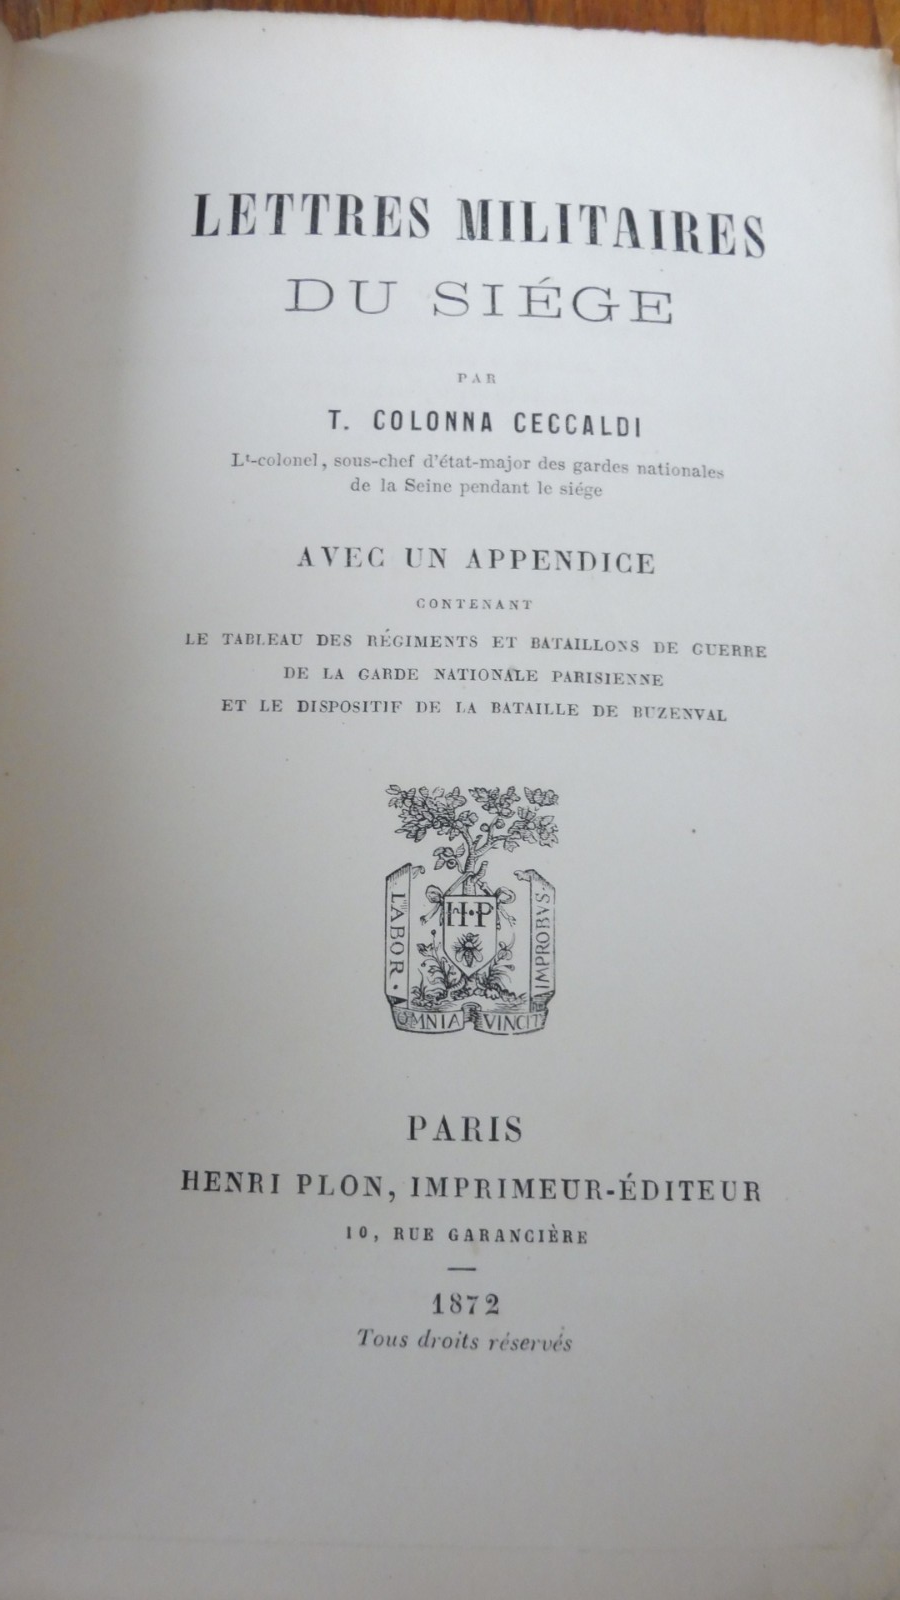 LETTRES MILITAIRES
DU SIÉGE
PAR
T. COLONNA CECCALDI
Lt-colonel, sous-chef d'état-major des gardes nationales
de la Seine pendant le siége
AVEC UN APPENDICE
CONTENANT
LE TABLEAU DES RÉGIMENTS ET BATAILLONS DE GUERRE
DE LA GARDE NATIONALE PARISIENNE
ET LE DISPOSITIF DE LA BATAILLE DE BUZENVAL
LABOR.
H.P
IMPROBVS.
OMNIA VINCIT
PARIS
HENRI PLON, IMPRIMEUR-ÉDITEUR
10, RUE GARANCIÈRE
1872
Tous droits réservés